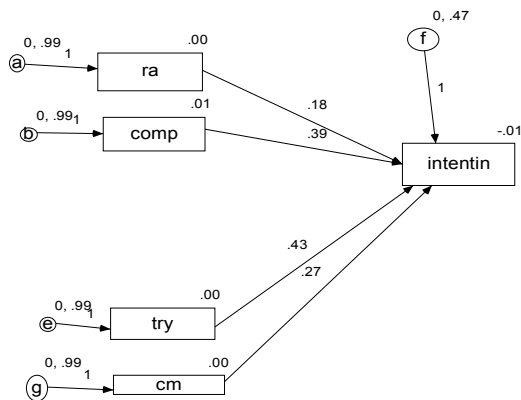 0, .47
f
0, .99
.00
a
1
ra
1
.18
0, .99
1
.01
b
comp
.39
-.01
intentin
.43
.27
0, .99
1
.00
e
try
0, .99
1
.00
g
cm